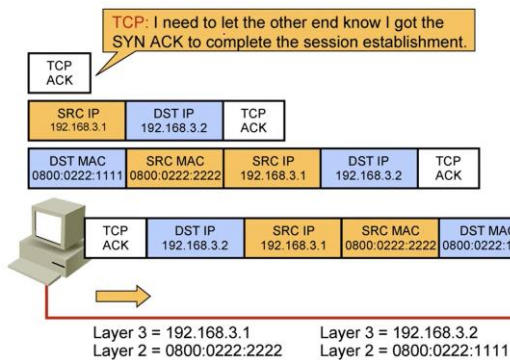 TCP: I need to let the other end know I got the
SYN ACK to complete the session establishment.
TCP
ACK
SRC IP
192.168.3.1
DST IP
192.168.3.2
TCP
ACK
DST MAC
0800:0222:1111
SRC MAC
0800:0222:2222
SRC IP
192.168.3.1
DST IP
192.168.3.2
TCP
ACK
TCP
ACK
DST IP
192.168.3.2
SRC IP
192.168.3.1
SRC MAC
0800:0222:2222
DST MAC
0800:0222:1
Layer 3 = 192.168.3.1
Layer 2 = 0800:0222:2222
Layer 3 = 192.168.3.2
Layer 2 = 0800:0222:1111